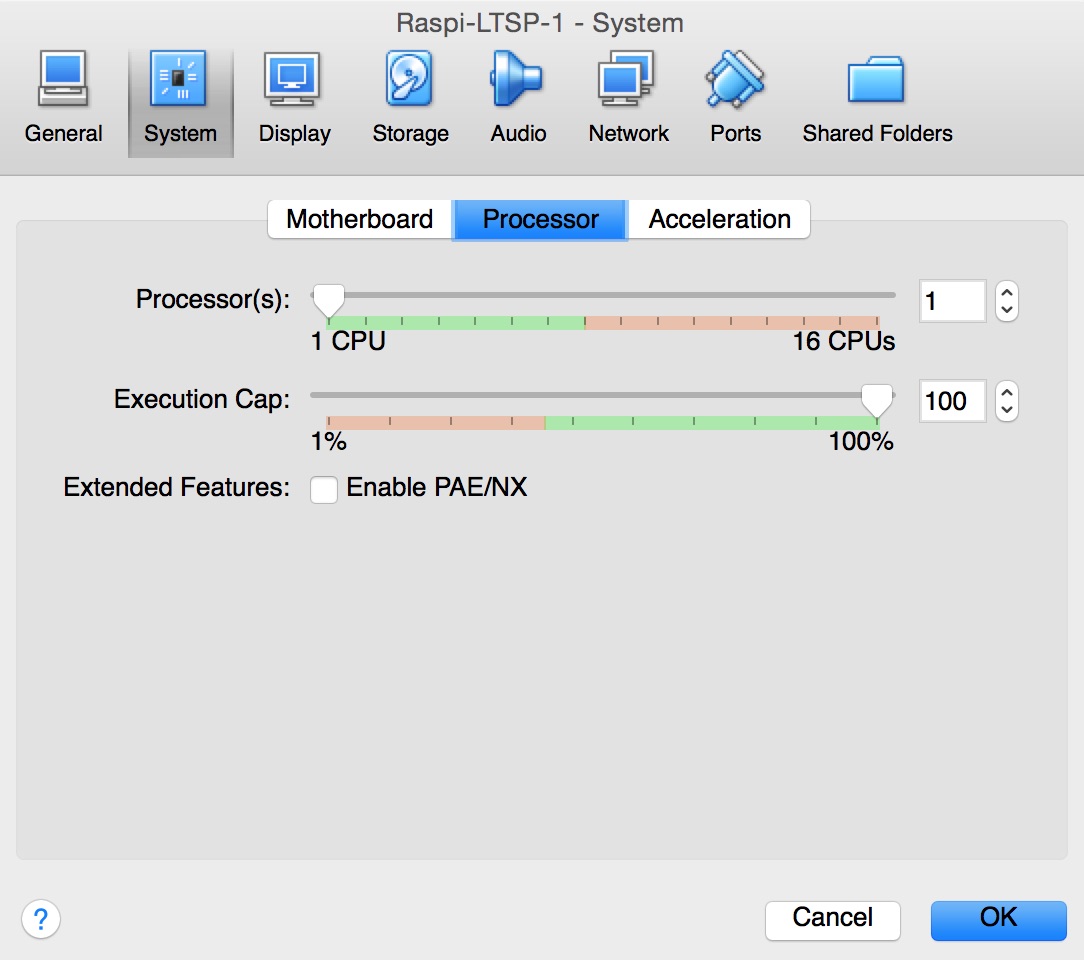 Raspi-LTSP-1 - System
General System Display Storage Audio Network Ports Shared Folders
Motherboard Processor Acceleration
Processor(s): 1
1 CPU 16 CPUs
Execution Cap: 100
1% 100%
Extended Features: Enable PAE/NX
? Cancel OK